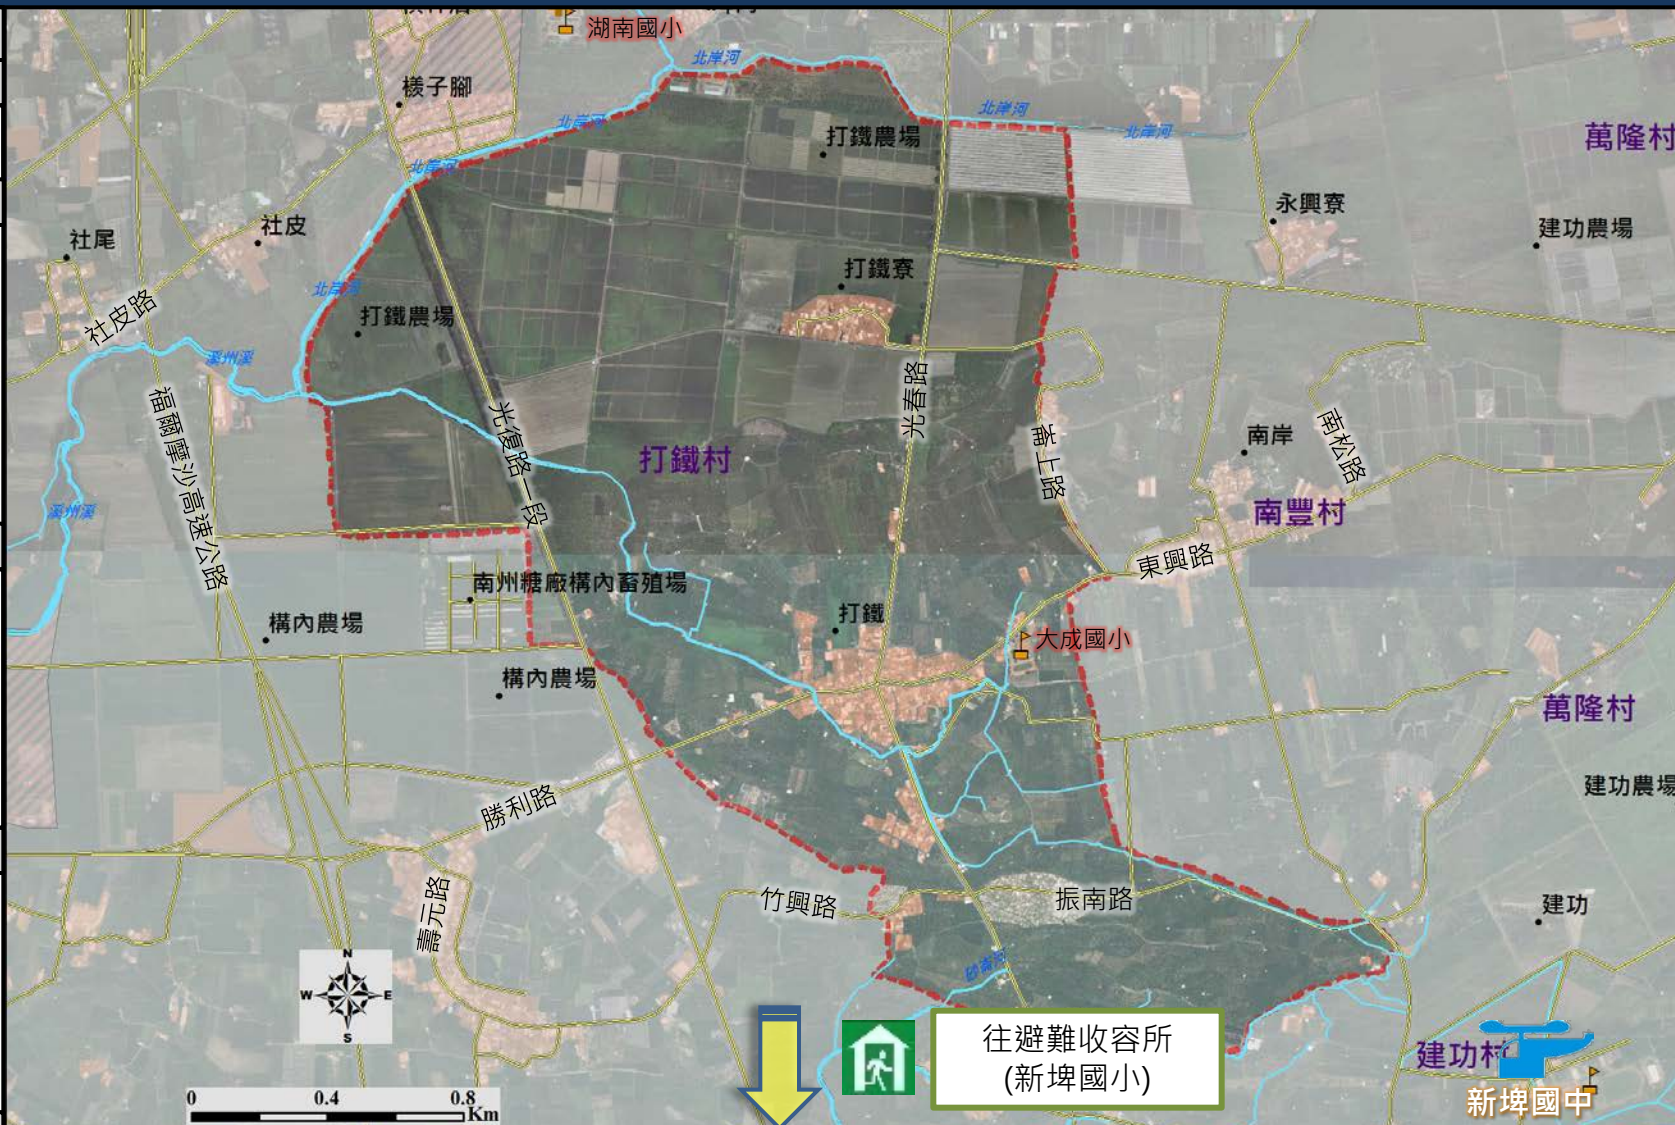 湖南國小
北岸河
檨子腳
北岸河
北岸河
北岸河
打鐵農場
萬隆村
北岸河
永興寮
社皮
社尾
建功農場
打鐵寮
北岸河
社皮路
打鐵農場
溪州溪
福爾摩沙高速公路
光復路一段
光春路
崙上路
南岸
南松路
打鐵村
溪州溪
南豐村
東興路
南州糖廠構內畜殖場
打鐵
構內農場
大成國小
構內農場
萬隆村
建功農場
勝利路
竹興路
振南路
建功
壽元路
N
W
E
S
往避難收容所
(新埤國小)
建功村
0
0.4
0.8
Km
新埤國中